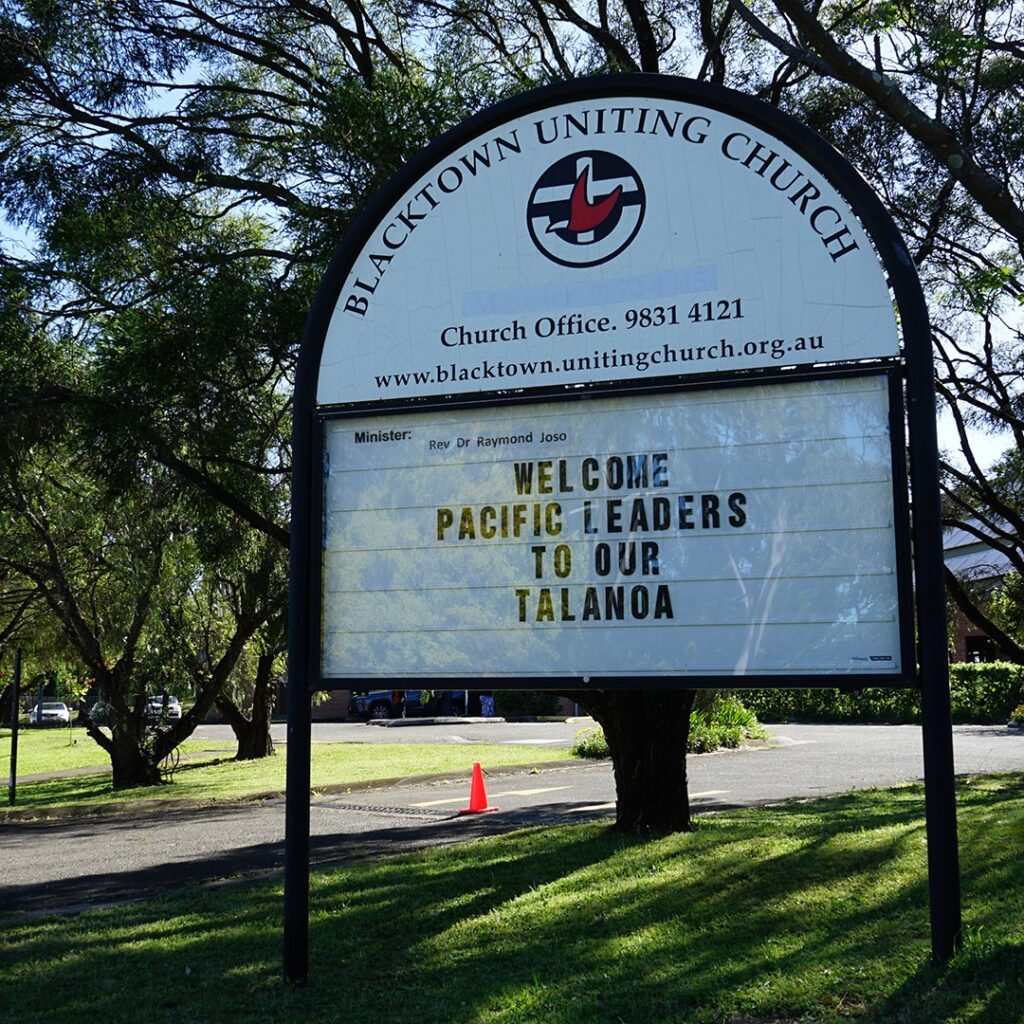 BLACKTOWN UNITING CHURCH
Church Office. 9831 4121
www.blacktown.unitingchurch.org.au
Minister: Rev Dr Raymond Joso
WELCOME
PACIFIC LEADERS
TO OUR
TALANOA